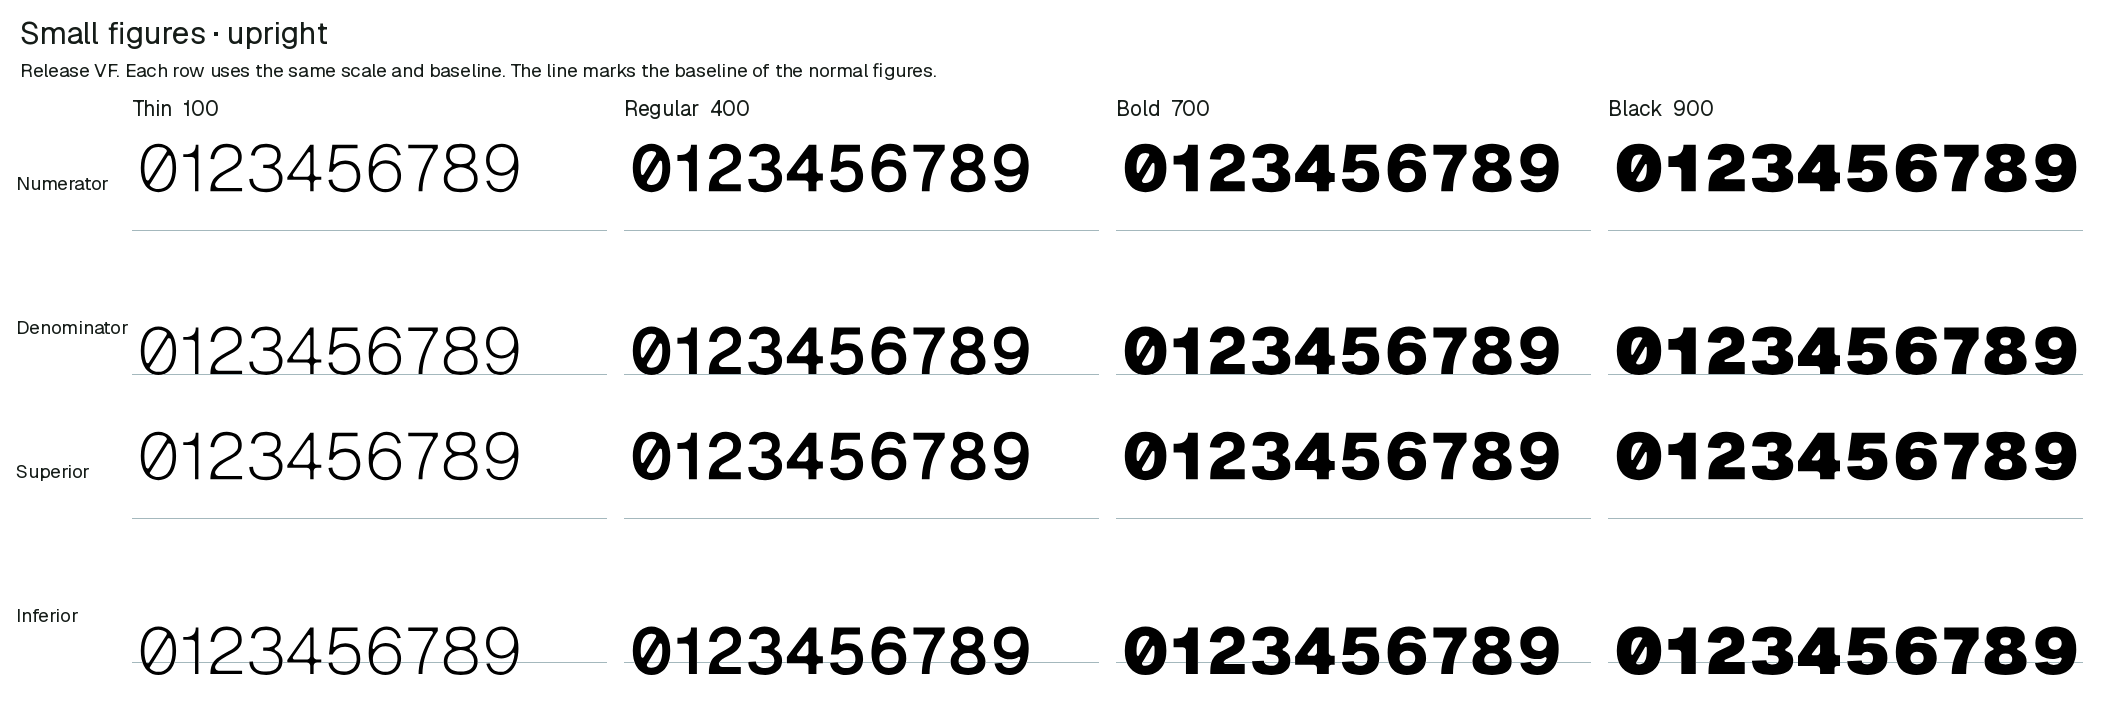 Small figures · upright
Release VF. Each row uses the same scale and baseline. The line marks the baseline of the normal figures.
Thin 100 Regular 400 Bold 700 Black 900
Numerator 0123456789 0123456789 0123456789 0123456789
Denominator 0123456789 0123456789 0123456789 0123456789
Superior 0123456789 0123456789 0123456789 0123456789
Inferior 0123456789 0123456789 0123456789 0123456789